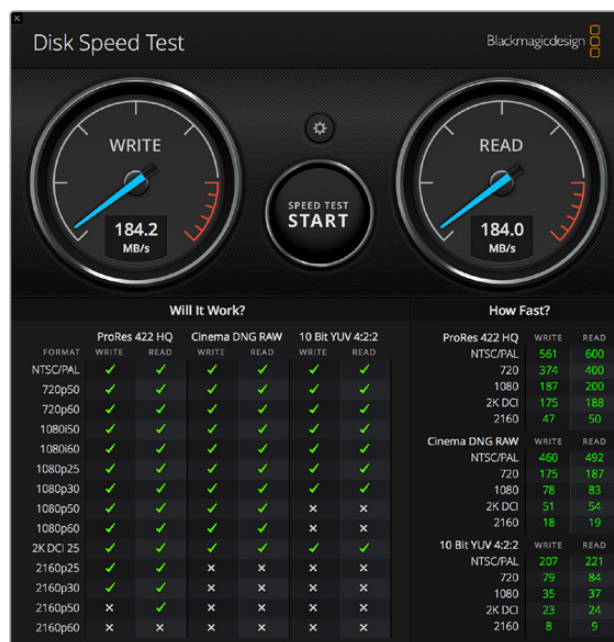 Disk Speed Test
Blackmagicdesign
WRITE
184.2
MB/s
SPEED TEST
START
READ
184.0
MB/s
Will It Work?
ProRes 422 HQ Cinema DNG RAW 10 Bit YUV 4:2:2
FORMAT WRITE READ WRITE READ WRITE READ
NTSC/PAL ✓ ✓ ✓ ✓ ✓ ✓
720p50 ✓ ✓ ✓ ✓ ✓ ✓
720p60 ✓ ✓ ✓ ✓ ✓ ✓
1080i50 ✓ ✓ ✓ ✓ ✓ ✓
1080i60 ✓ ✓ ✓ ✓ ✓ ✓
1080p25 ✓ ✓ ✓ ✓ ✓ ✓
1080p30 ✓ ✓ ✓ ✓ ✓ ✓
1080p50 ✓ ✓ ✓ ✓ × ×
1080p60 ✓ ✓ ✓ ✓ × ×
2K DCI 25 ✓ ✓ ✓ ✓ ✓ ✓
2160p25 ✓ ✓ × × × ×
2160p30 ✓ ✓ × × × ×
2160p50 × ✓ × × × ×
2160p60 × × × × × ×
How Fast?
ProRes 422 HQ WRITE READ
NTSC/PAL 561 600
720 374 400
1080 187 200
2K DCI 175 188
2160 47 50
Cinema DNG RAW WRITE READ
NTSC/PAL 460 492
720 175 187
1080 78 83
2K DCI 51 54
2160 18 19
10 Bit YUV 4:2:2 WRITE READ
NTSC/PAL 207 221
720 79 84
1080 35 37
2K DCI 23 24
2160 8 9